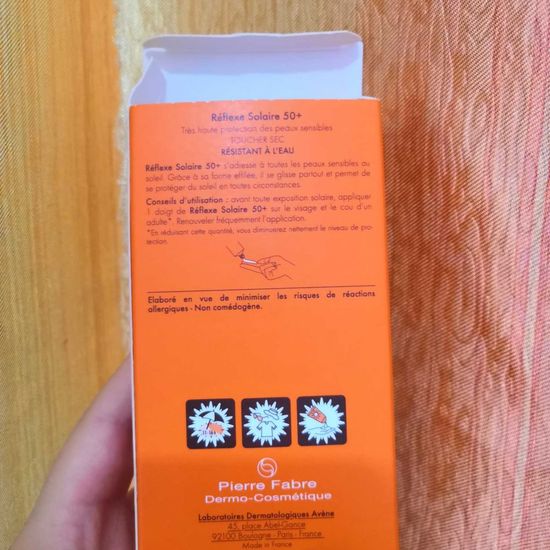 Réflexe Solaire 50+
Très haute protection des peaux sensibles
TOUCHER SEC
RÉSISTANT À L'EAU
Réflexe Solaire 50+ s'adresse à toutes les peaux sensibles au
soleil. Grâce à sa forme effilée, il se glisse partout et permet de
se protéger du soleil en toutes circonstances.
Conseils d'utilisation : avant toute exposition solaire, appliquer
1 doigt de Réflexe Solaire 50+ sur le visage et le cou d'un
adulte*. Renouveler fréquemment l'application.
*En réduisant cette quantité, vous diminuerez nettement le niveau de pro-
tection.
Elaboré en vue de minimiser les risques de réactions
allergiques - Non comédogène.
Pierre Fabre
Dermo-Cosmétique
Laboratoires Dermatologiques Avène
45, place Abel-Gance
92100 Boulogne - Paris - France
Made in France